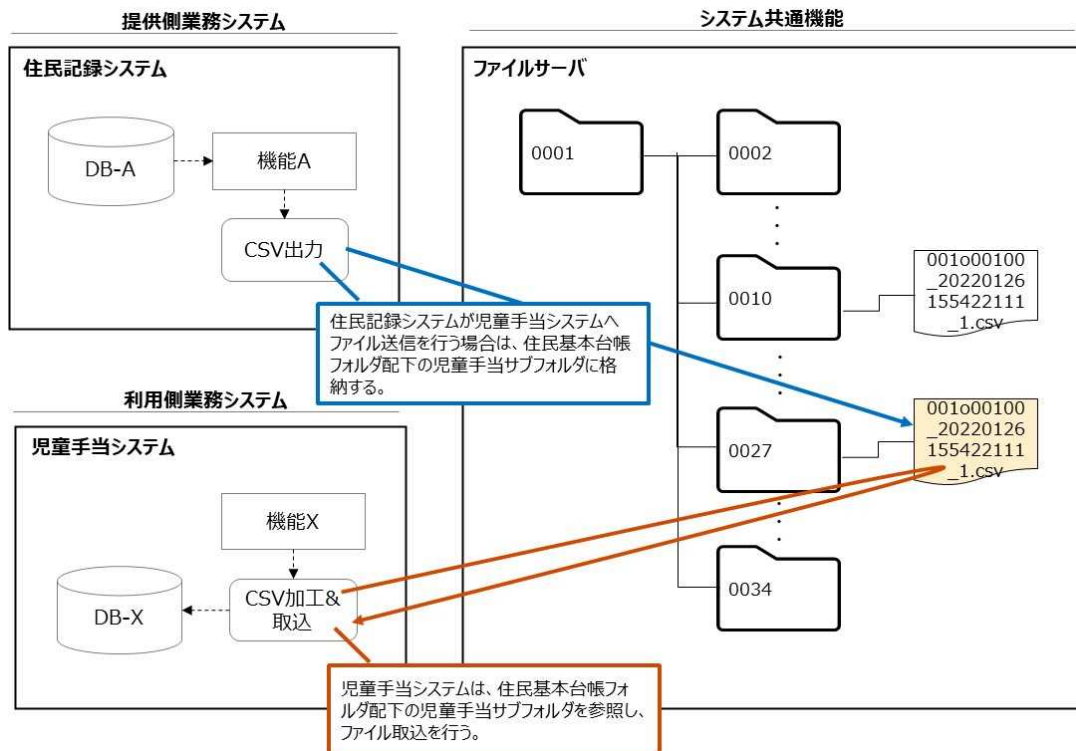 提供側業務システム
住民記録システム
DB-A
機能A
CSV出力
住民記録システムが児童手当システムへ
ファイル送信を行う場合は、住民基本台帳
フォルダ配下の児童手当サブフォルダに格
納する。
利用側業務システム
児童手当システム
機能X
DB-X
CSV加工&
取込
児童手当システムは、住民基本台帳フォ
ルダ配下の児童手当サブフォルダを参照し、
ファイル取込を行う。
システム共通機能
ファイルサーバ
0001
0002
0010
001o00100
_20220126
155422111
_1.csv
0027
001o00100
_20220126
155422111
_1.csv
0034